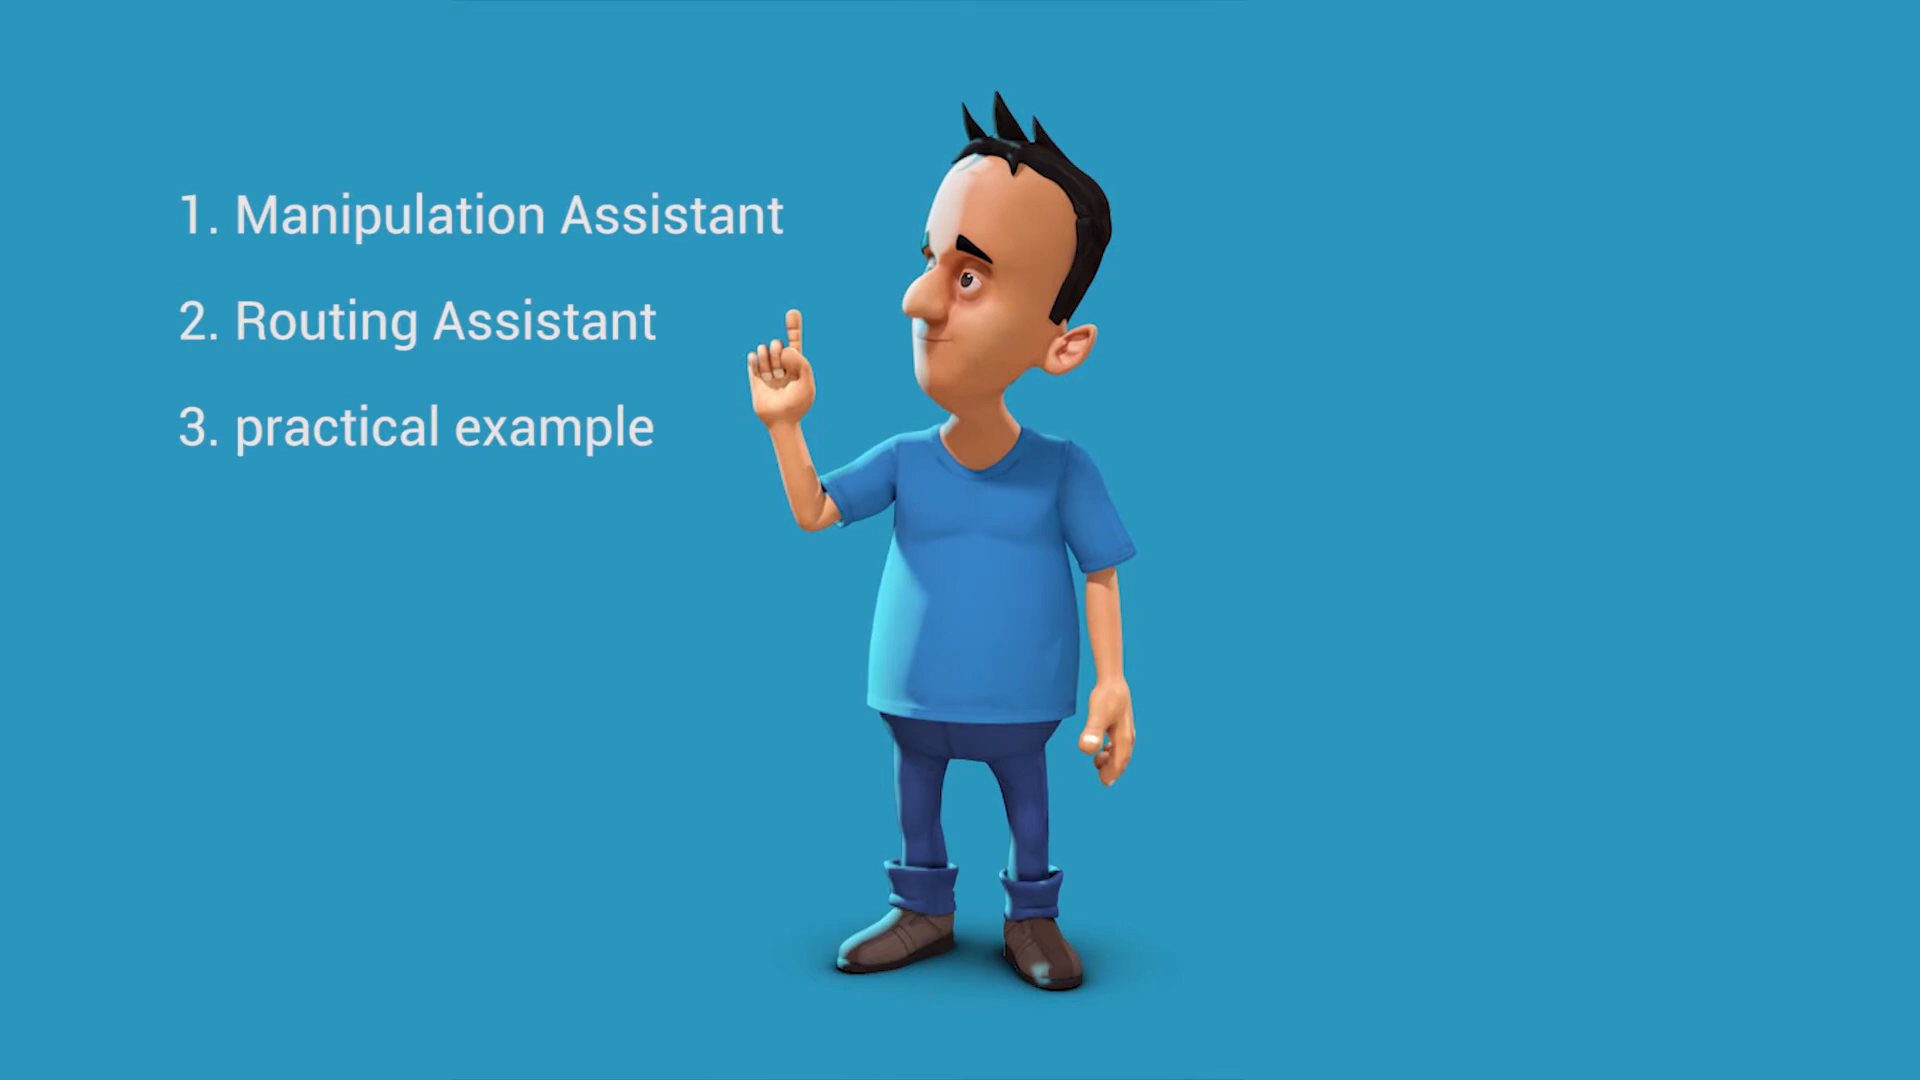 1. Manipulation Assistant
2. Routing Assistant
3. practical example